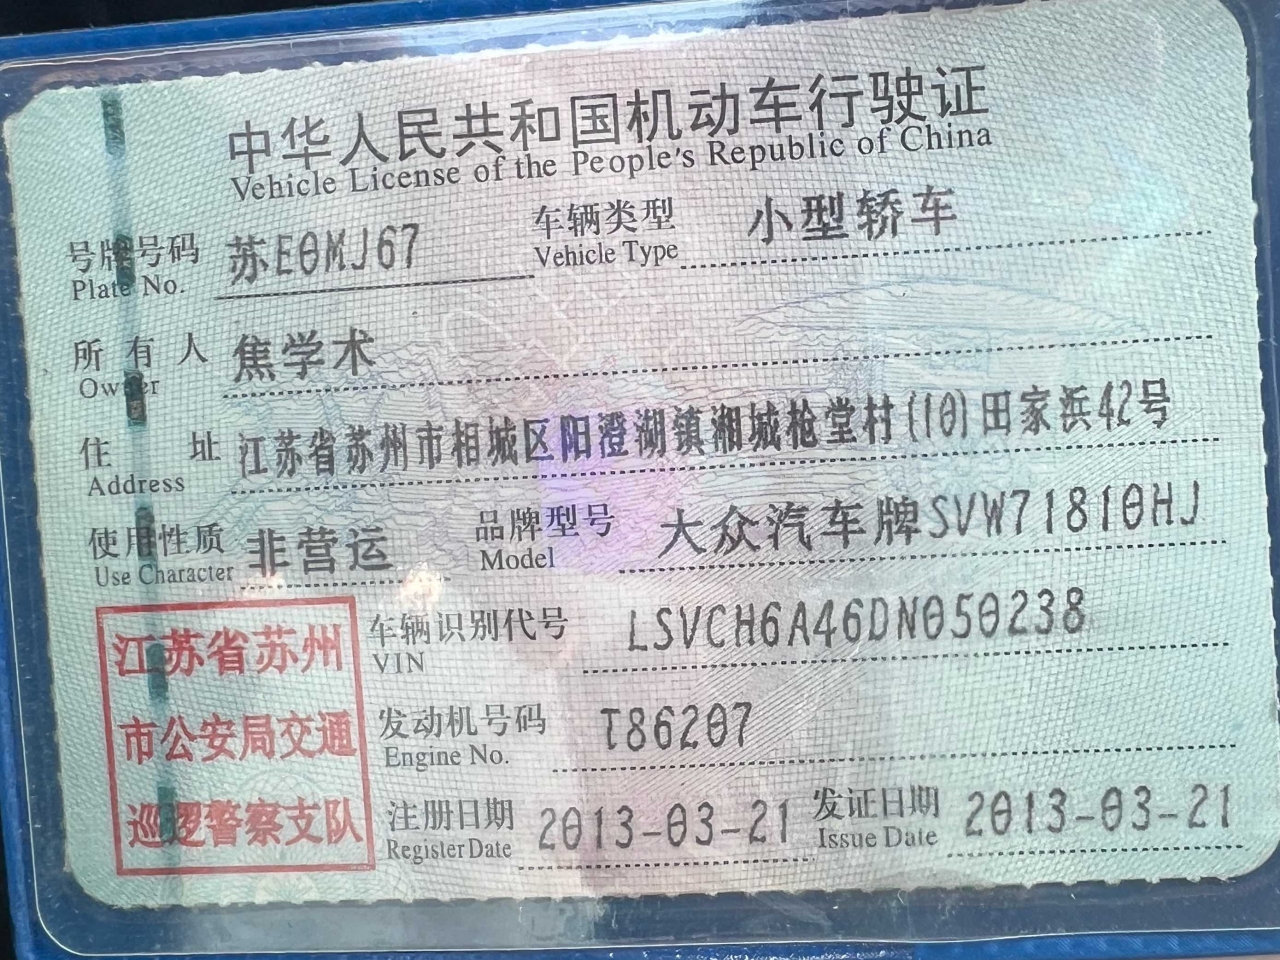 中华人民共和国机动车行驶证
Vehicle License of the People's Republic of China
号牌号码 苏E0MJ67 车辆类型 小型轿车
Plate No. Vehicle Type
所有人 焦学术
Owner
住址 江苏省苏州市相城区阳澄湖镇湘城枪堂村(10)田家浜42号
Address
使用性质 非营运 品牌型号 大众汽车牌SVW71810HJ
Use Character Model
江苏省苏州
市公安局交通
巡逻警察支队
车辆识别代号 LSVCH6A46DN050238
VIN
发动机号码 T86207
Engine No.
注册日期 2013-03-21 发证日期 2013-03-21
Register Date Issue Date